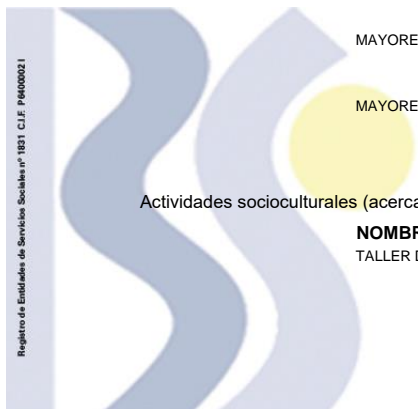 MAYORE
MAYORE
Actividades socioculturales (acerca
NOMBR
TALLER D
Registro de Entidades de Servicios Sociales nº 1831 C.I.F. P6400002 I